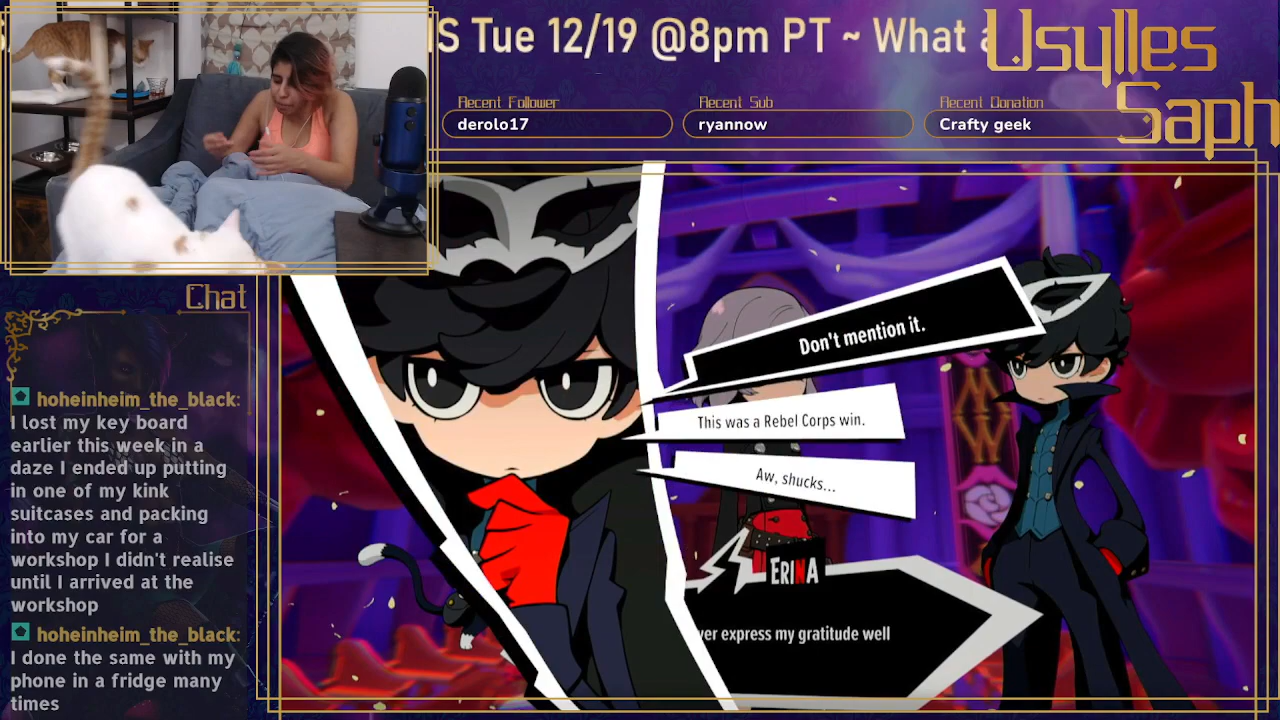 IS Tue 12/19 @8pm PT ~ What a
Usylles
Saph
Recent Follower
derolo17
Recent Sub
ryannow
Recent Donation
Crafty geek
Chat
hoheinheim_the_black:
I lost my key board
earlier this week in a
daze I ended up putting
in one of my kink
suitcases and packing
into my car for a
workshop I didn't realise
until I arrived at the
workshop
hoheinheim_the_black:
I done the same with my
phone in a fridge many
times
Don't mention it.
This was a Rebel Corps win.
Aw, shucks...
ERINA
ver express my gratitude well